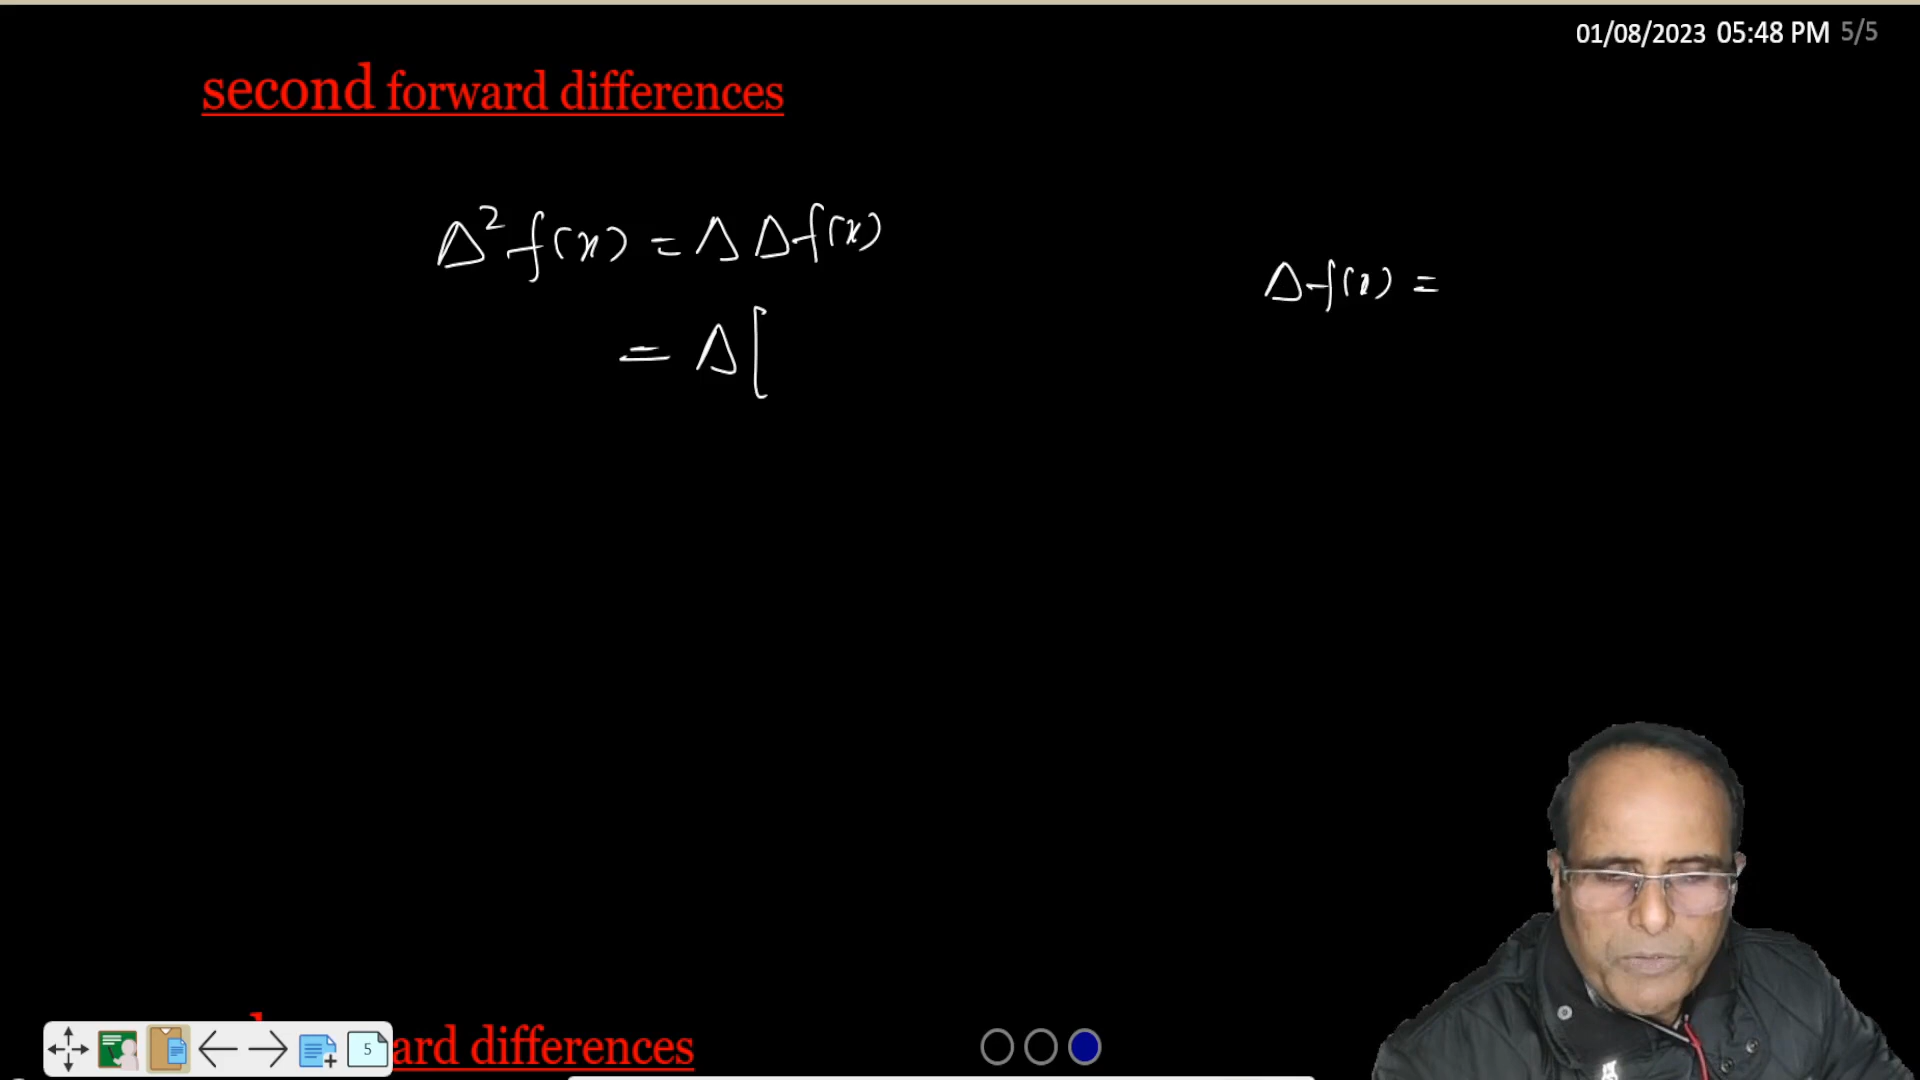 01/08/2023 05:48 PM 5/5
second forward differences
Δ²f(x) = Δ Δf(x)
Δf(x) =
= Δ[
5
ard differences